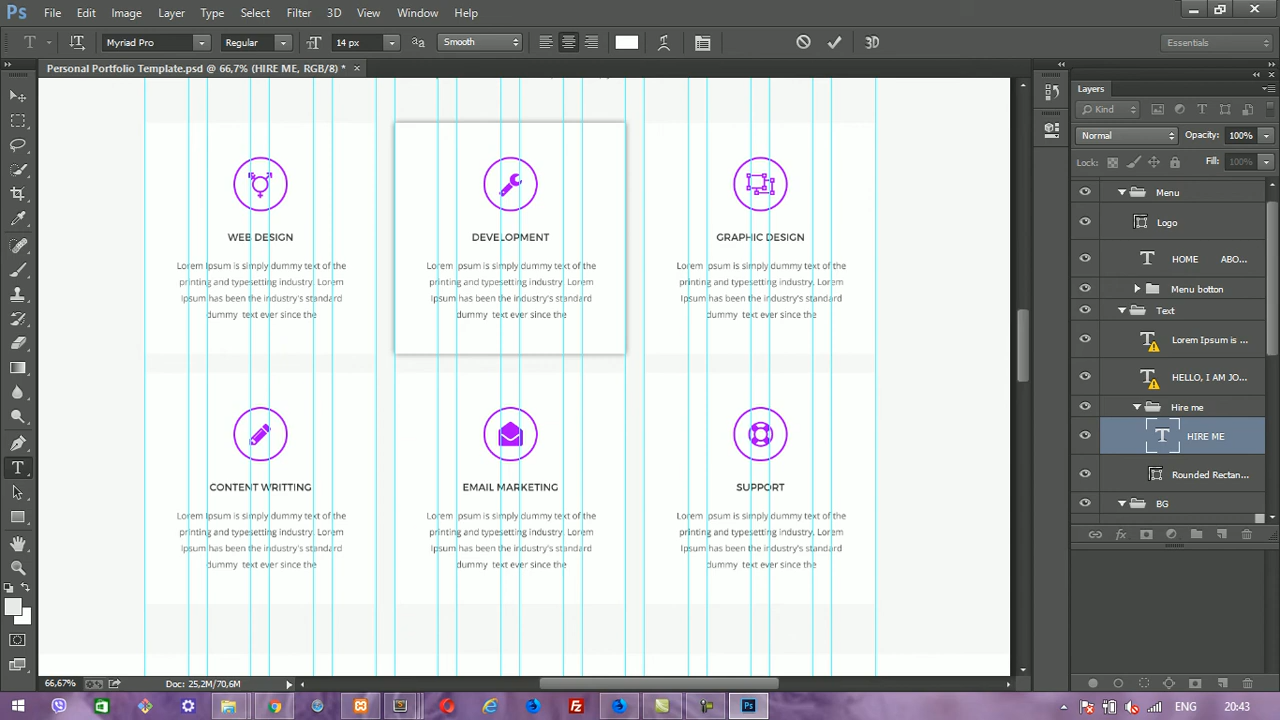 Ps File Edit Image Layer Type Select Filter 3D View Window Help
T Myriad Pro Regular 14 px Smooth 3D Essentials
Personal Portfolio Template.psd @ 66,7% (HIRE ME, RGB/8) * ×
WEB DESIGN
Lorem Ipsum is simply dummy text of the
printing and typesetting industry. Lorem
Ipsum has been the industry's standard
dummy text ever since the
DEVELOPMENT
Lorem Ipsum is simply dummy text of the
printing and typesetting industry. Lorem
Ipsum has been the industry's standard
dummy text ever since the
GRAPHIC DESIGN
Lorem Ipsum is simply dummy text of the
printing and typesetting industry. Lorem
Ipsum has been the industry's standard
dummy text ever since the
CONTENT WRITTING
Lorem Ipsum is simply dummy text of the
printing and typesetting industry. Lorem
Ipsum has been the industry's standard
dummy text ever since the
EMAIL MARKETING
Lorem Ipsum is simply dummy text of the
printing and typesetting industry. Lorem
Ipsum has been the industry's standard
dummy text ever since the
SUPPORT
Lorem Ipsum is simply dummy text of the
printing and typesetting industry. Lorem
Ipsum has been the industry's standard
dummy text ever since the
Layers
Kind
Normal Opacity: 100%
Lock: Fill: 100%
Menu
Logo
T HOME ABO...
Menu botton
Text
T Lorem Ipsum is ...
T HELLO, I AM JO...
Hire me
T HIRE ME
Rounded Rectan...
BG
fx
66,67% Doc: 25,2M/70,6M
Ps 20:43